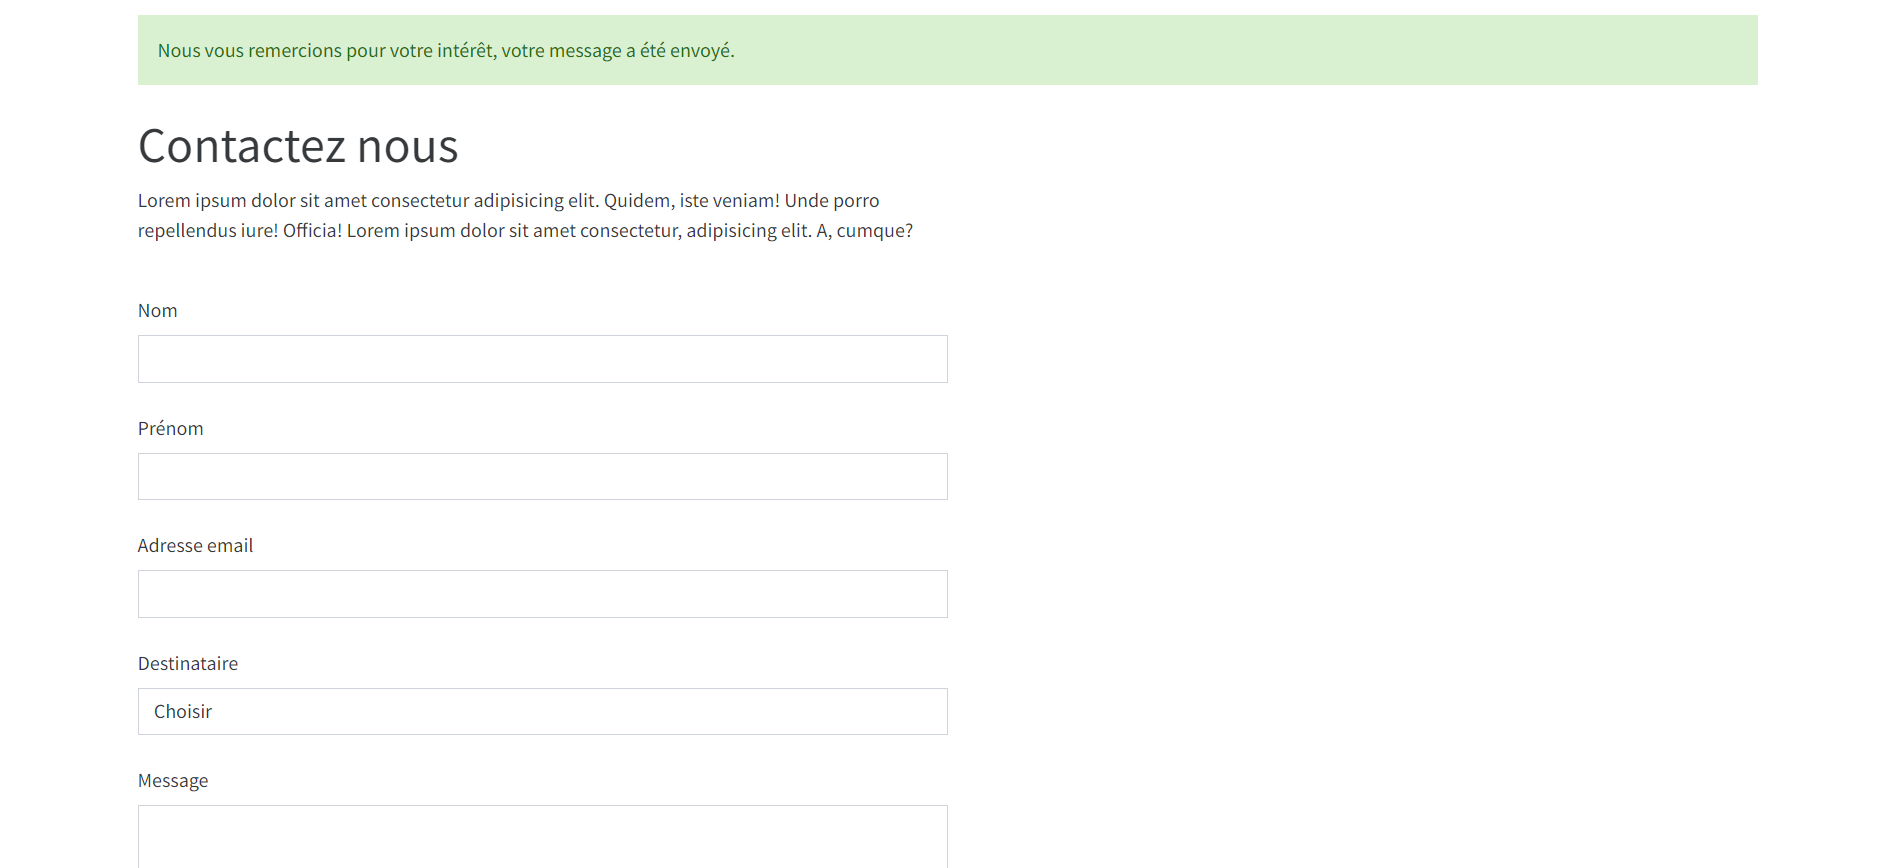 Nous vous remercions pour votre intérêt, votre message a été envoyé.
Contactez nous
Lorem ipsum dolor sit amet consectetur adipisicing elit. Quidem, iste veniam! Unde porro
repellendus iure! Officia! Lorem ipsum dolor sit amet consectetur, adipisicing elit. A, cumque?
Nom
Prénom
Adresse email
Destinataire
Choisir
Message